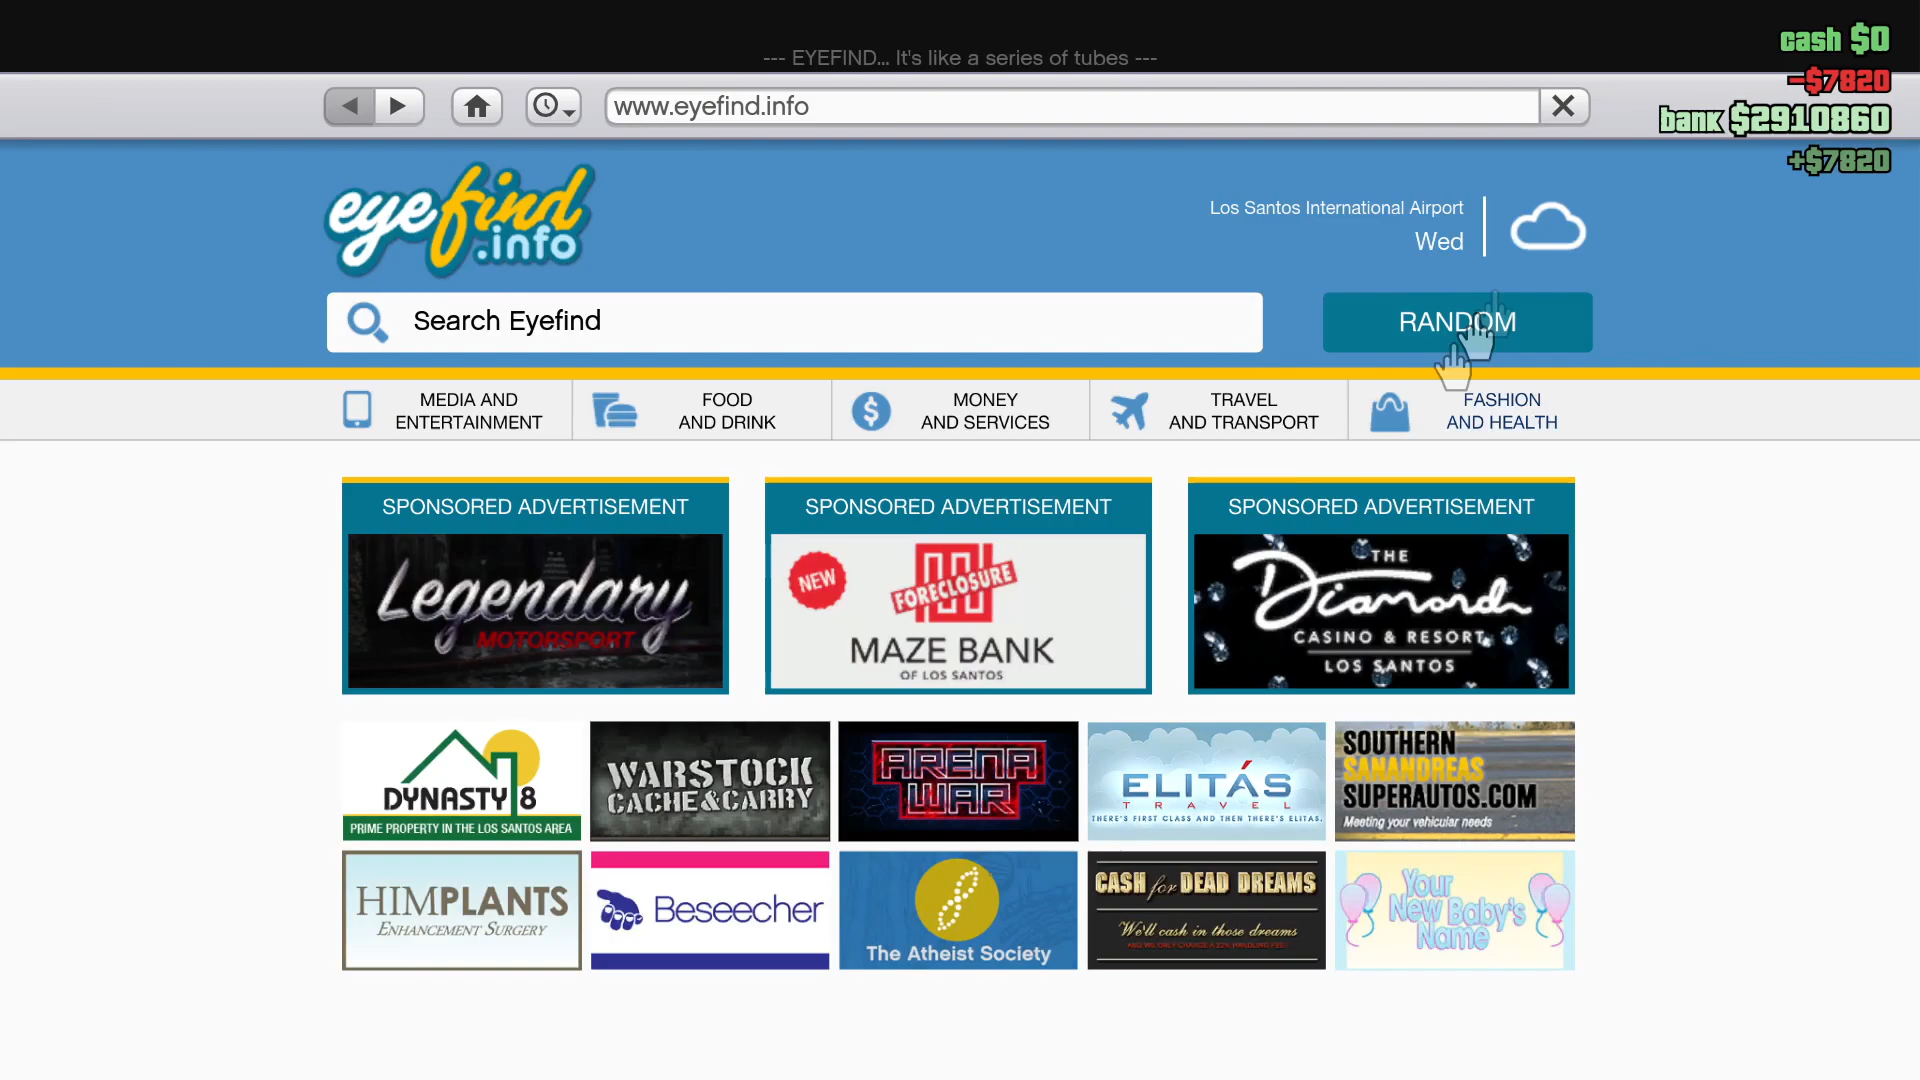 --- EYEFIND... It's like a series of tubes ---
cash $0
-$7820
bank $2910860
+$7820
www.eyefind.info
eyefind
.info
Los Santos International Airport
Wed
Search Eyefind
RANDOM
MEDIA AND
ENTERTAINMENT
FOOD
AND DRINK
MONEY
AND SERVICES
TRAVEL
AND TRANSPORT
FASHION
AND HEALTH
SPONSORED ADVERTISEMENT
Legendary
MOTORSPORT
SPONSORED ADVERTISEMENT
NEW
FORECLOSURE
MAZE BANK
OF LOS SANTOS
SPONSORED ADVERTISEMENT
THE
Diamond
CASINO & RESORT
LOS SANTOS
DYNASTY 8
PRIME PROPERTY IN THE LOS SANTOS AREA
WARSTOCK
CACHE&CARRY
ARENA
WAR
ELITÁS
TRAVEL
THERE'S FIRST CLASS AND THEN THERE'S ELITAS.
SOUTHERN
SANANDREAS
SUPERAUTOS.COM
Meeting your vehicular needs
HIMPLANTS
ENHANCEMENT SURGERY
Beseecher
The Atheist Society
CASH for DEAD DREAMS
We'll cash in those dreams
AND WE ONLY CHARGE A 22% HANDLING FEE!
Your
New Baby's
Name